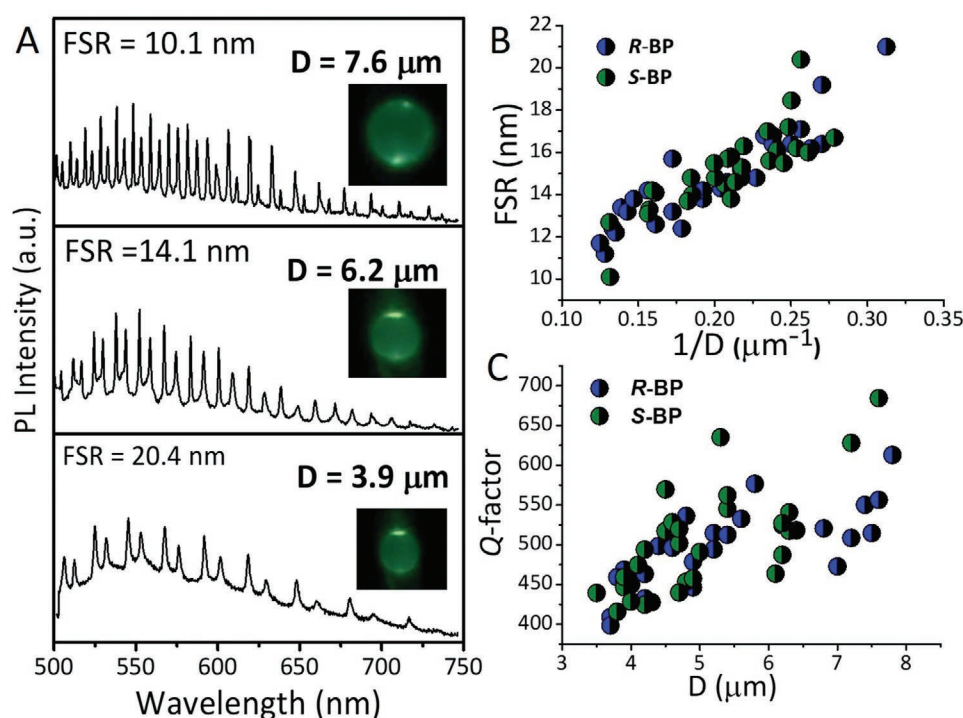 A
FSR = 10.1 nm
D = 7.6 μm
FSR =14.1 nm
D = 6.2 μm
FSR = 20.4 nm
D = 3.9 μm
PL Intensity (a.u.)
500 550 600 650 700 750
Wavelength (nm)
B
R-BP
S-BP
22
20
18
16
14
12
10
FSR (nm)
0.10 0.15 0.20 0.25 0.30 0.35
1/D (μm⁻¹)
C
R-BP
S-BP
700
650
600
550
500
450
400
Q-factor
3 4 5 6 7 8
D (μm)